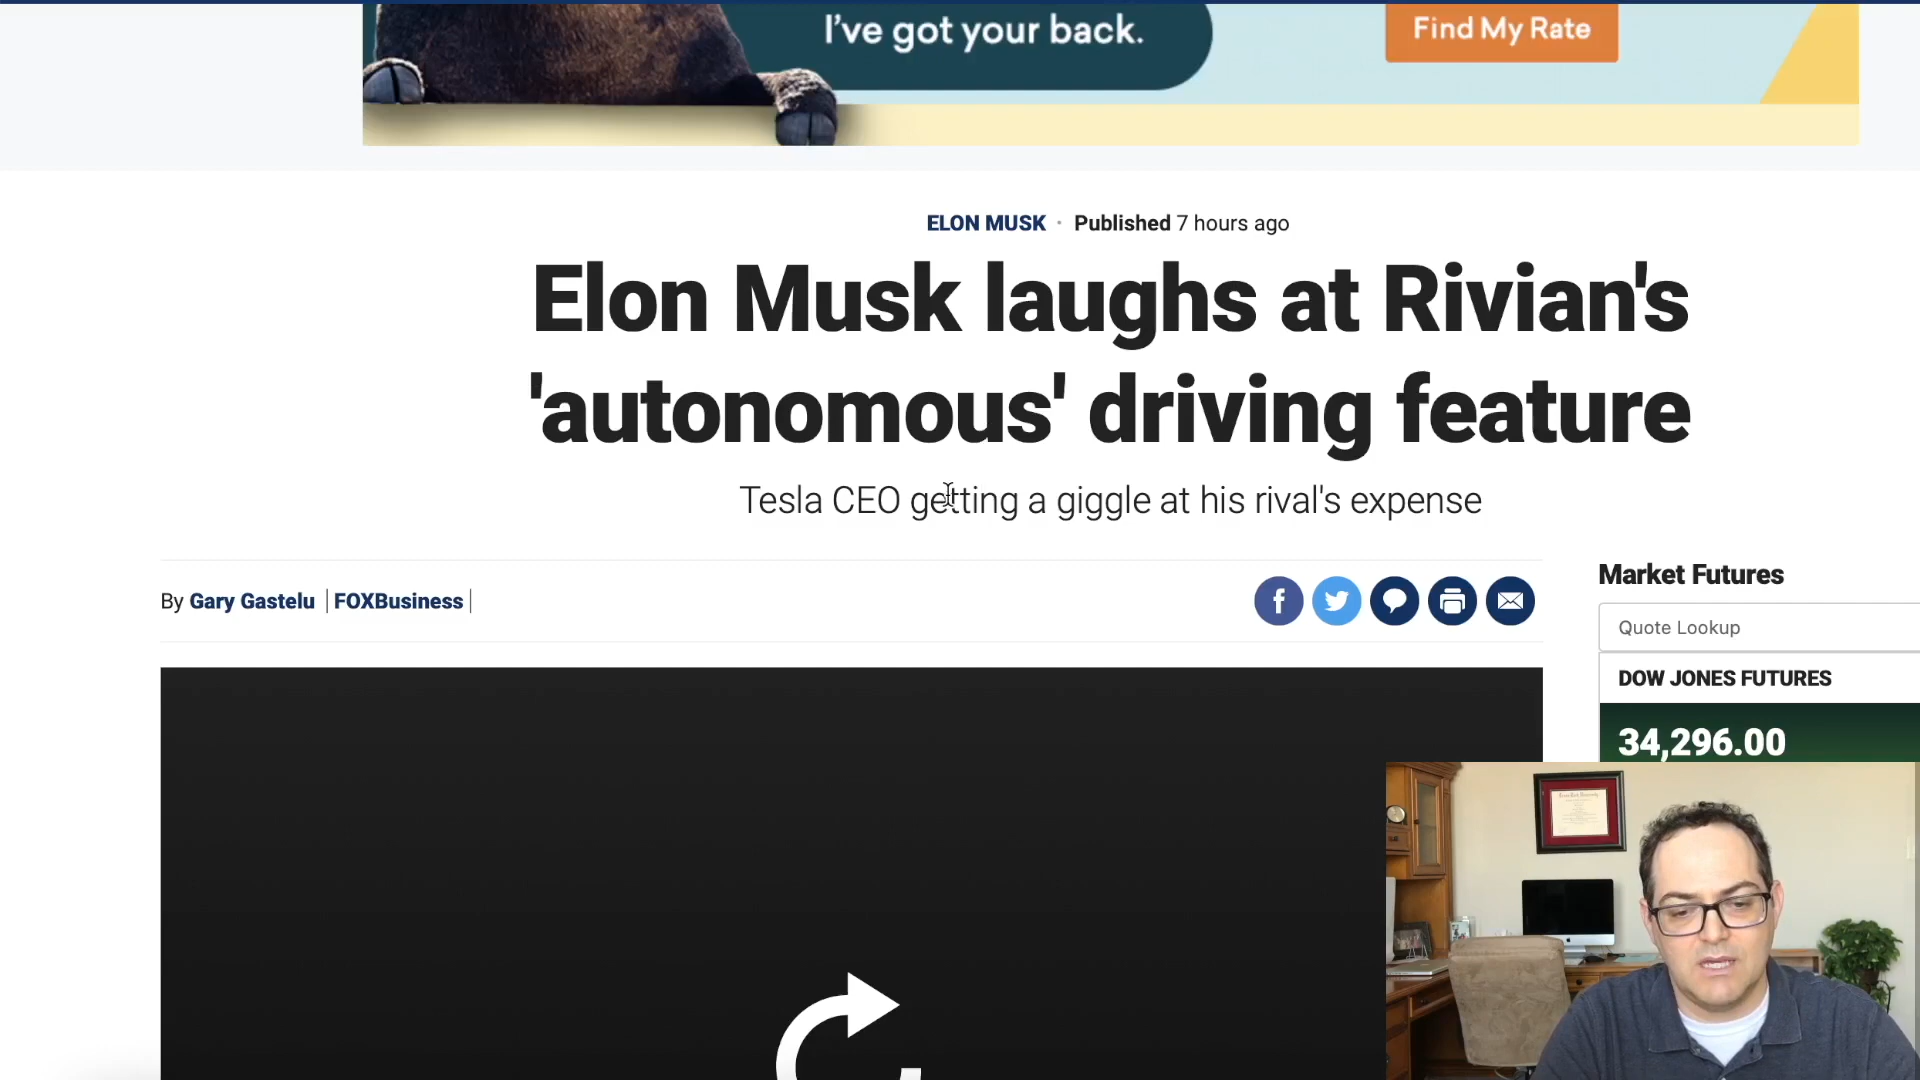 I've got your back.
Find My Rate
ELON MUSK · Published 7 hours ago
Elon Musk laughs at Rivian's
'autonomous' driving feature
Tesla CEO getting a giggle at his rival's expense
By Gary Gastelu | FOXBusiness |
Market Futures
Quote Lookup
DOW JONES FUTURES
34,296.00